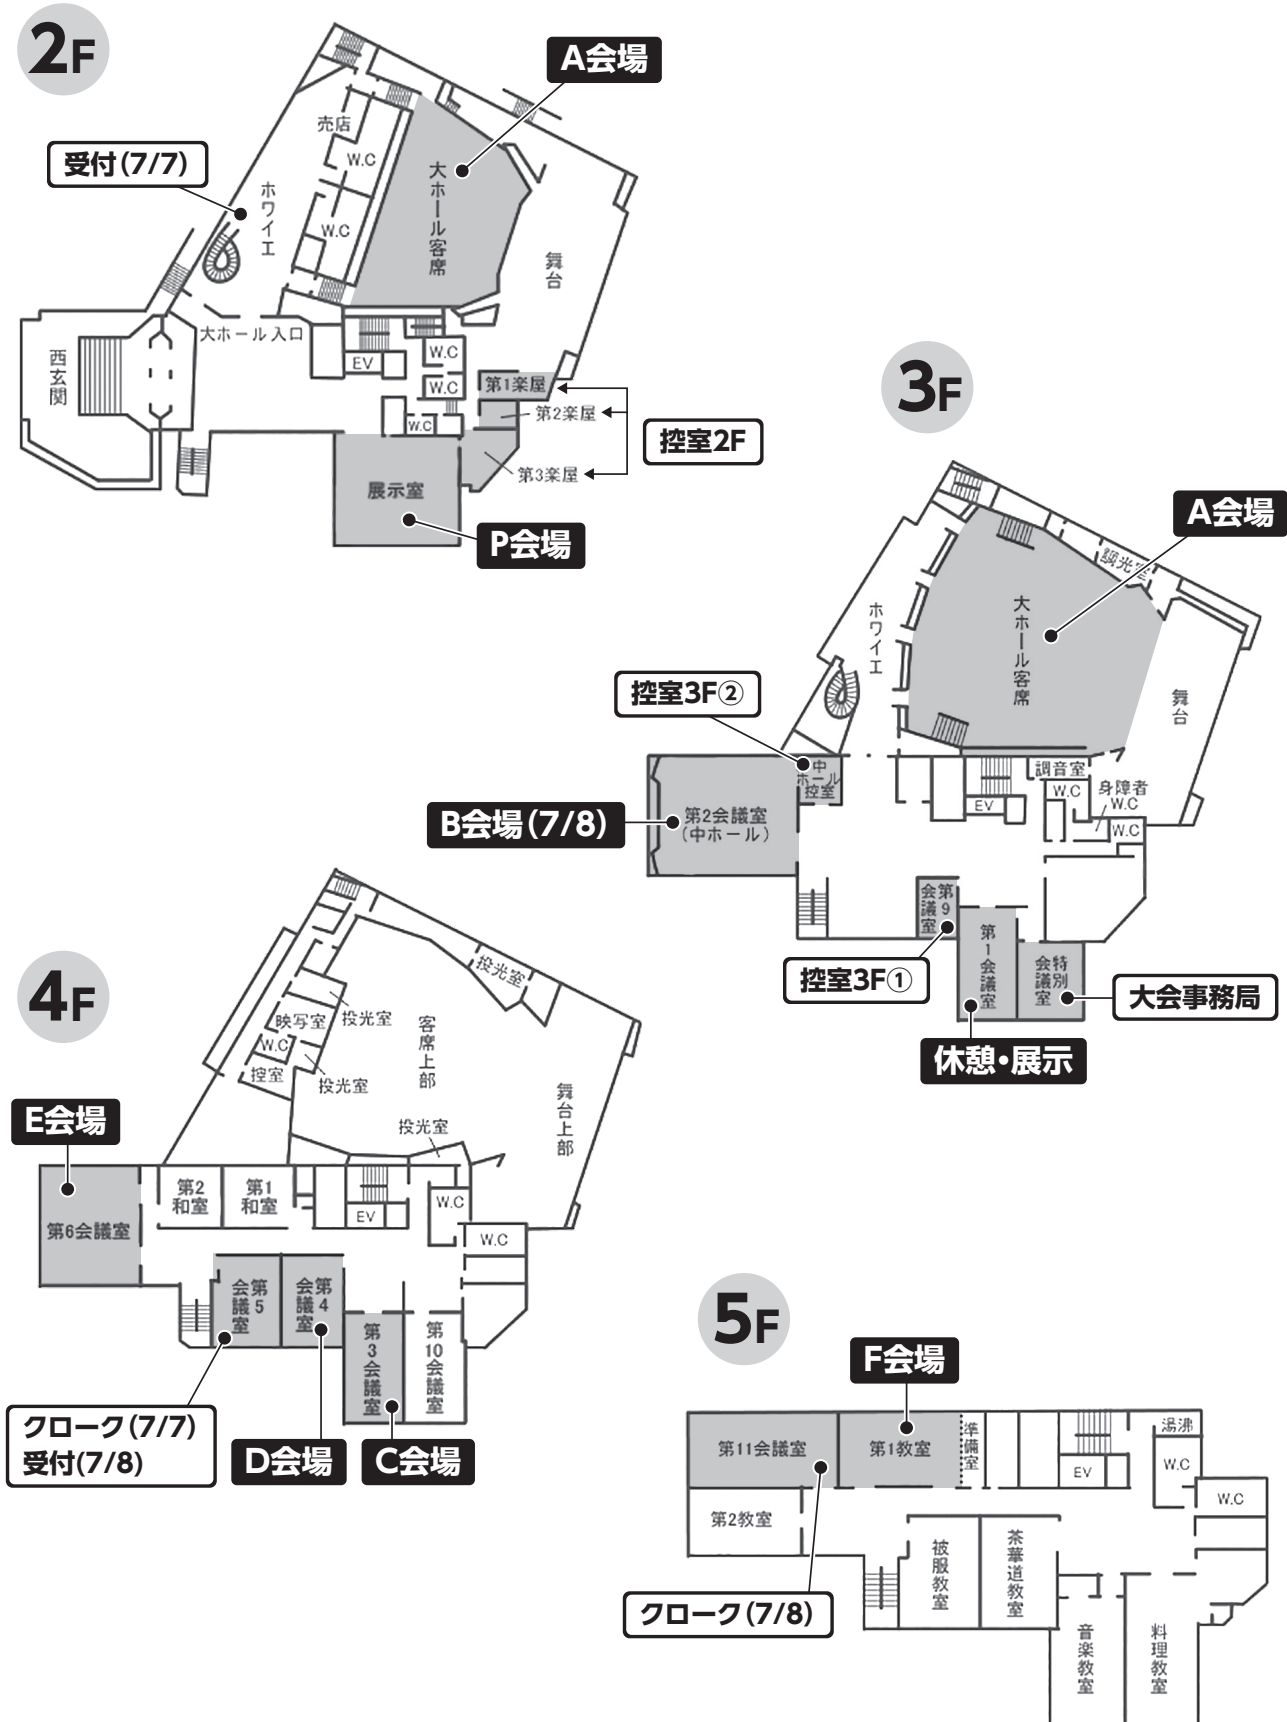 2F
A会場
受付(7/7)
売店
W.C
W.C
ホワイエ
大ホール客席
舞台
大ホール入口
西玄関
EV
W.C
W.C
W.C
第1楽屋
第2楽屋
第3楽屋
控室2F
展示室
P会場
3F
A会場
調光室
ホワイエ
大ホール客席
舞台
控室3F②
中
ホール
控室
調音室
W.C
身障者
W.C
W.C
EV
B会場(7/8)
第2会議室
(中ホール)
第9
会議室
控室3F①
第1会議室
特別
会議室
大会事務局
休憩・展示
4F
投光室
投光室
映写室
W.C
控室
投光室
客席上部
投光室
舞台上部
E会場
第6会議室
第2
和室
第1
和室
EV
W.C
W.C
第5
会議室
第4
会議室
第3会議室
第10会議室
クローク(7/7)
受付(7/8)
D会場
C会場
5F
F会場
第11会議室
第1教室
準備室
EV
湯沸
W.C
W.C
第2教室
被服教室
茶華道教室
クローク(7/8)
音楽教室
料理教室